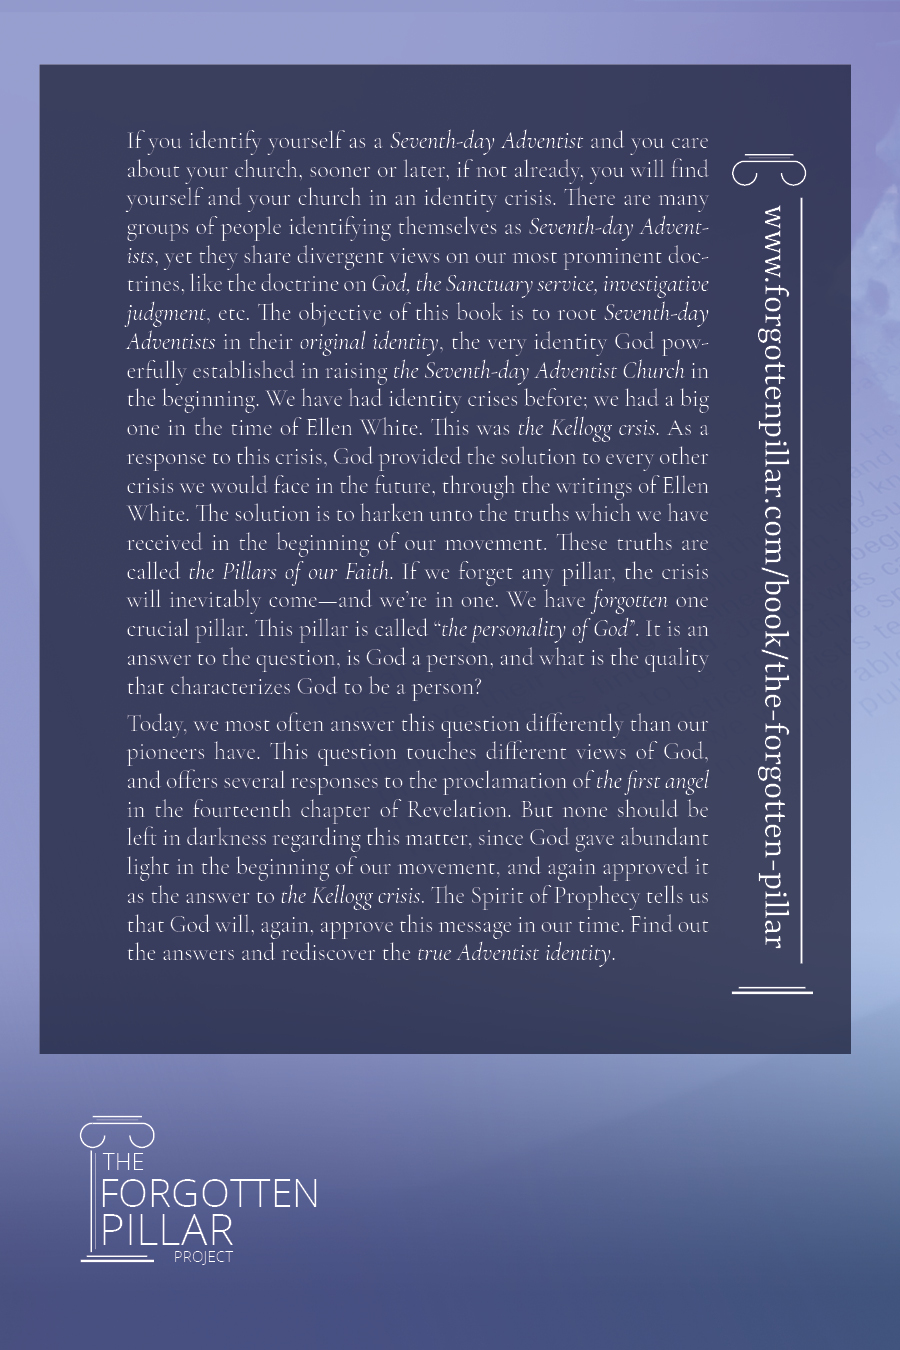 If you identify yourself as a Seventh-day Adventist and you care
about your church, sooner or later, if not already, you will find
yourself and your church in an identity crisis. There are many
groups of people identifying themselves as Seventh-day Advent-
ists, yet they share divergent views on our most prominent doc-
trines, like the doctrine on God, the Sanctuary service, investigative
judgment, etc. The objective of this book is to root Seventh-day
Adventists in their original identity, the very identity God pow-
erfully established in raising the Seventh-day Adventist Church in
the beginning. We have had identity crises before; we had a big
one in the time of Ellen White. This was the Kellogg crsis. As a
response to this crisis, God provided the solution to every other
crisis we would face in the future, through the writings of Ellen
White. The solution is to harken unto the truths which we have
received in the beginning of our movement. These truths are
called the Pillars of our Faith. If we forget any pillar, the crisis
will inevitably come—and we're in one. We have forgotten one
crucial pillar. This pillar is called “the personality of God”. It is an
answer to the question, is God a person, and what is the quality
that characterizes God to be a person?
Today, we most often answer this question differently than our
pioneers have. This question touches different views of God,
and offers several responses to the proclamation of the first angel
in the fourteenth chapter of Revelation. But none should be
left in darkness regarding this matter, since God gave abundant
light in the beginning of our movement, and again approved it
as the answer to the Kellogg crisis. The Spirit of Prophecy tells us
that God will, again, approve this message in our time. Find out
the answers and rediscover the true Adventist identity.
www.forgottenpillar.com/book/the-forgotten-pillar
THE
FORGOTTEN
PILLAR
PROJECT